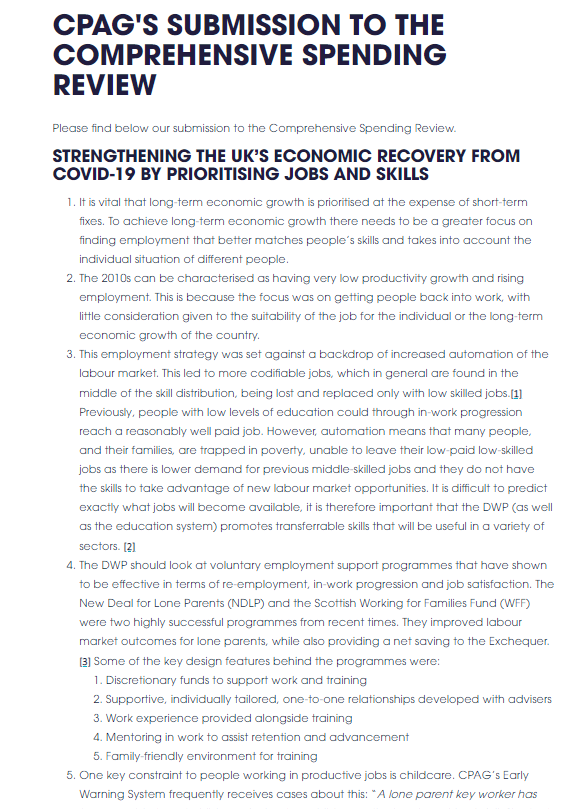 CPAG'S SUBMISSION TO THE
COMPREHENSIVE SPENDING
REVIEW
Please find below our submission to the Comprehensive Spending Review.
STRENGTHENING THE UK'S ECONOMIC RECOVERY FROM
COVID-19 BY PRIORITISING JOBS AND SKILLS
1. It is vital that long-term economic growth is prioritised at the expense of short-term
fixes. To achieve long-term economic growth there needs to be a greater focus on
finding employment that better matches people's skills and takes into account the
individual situation of different people.
2. The 2010s can be characterised as having very low productivity growth and rising
employment. This is because the focus was on getting people back into work, with
little consideration given to the suitability of the job for the individual or the long-term
economic growth of the country.
3. This employment strategy was set against a backdrop of increased automation of the
labour market. This led to more codifiable jobs, which in general are found in the
middle of the skill distribution, being lost and replaced only with low skilled jobs.[1]
Previously, people with low levels of education could through in-work progression
reach a reasonably well paid job. However, automation means that many people,
and their families, are trapped in poverty, unable to leave their low-paid low-skilled
jobs as there is lower demand for previous middle-skilled jobs and they do not have
the skills to take advantage of new labour market opportunities. It is difficult to predict
exactly what jobs will become available, it is therefore important that the DWP (as well
as the education system) promotes transferrable skills that will be useful in a variety of
sectors. [2]
4. The DWP should look at voluntary employment support programmes that have shown
to be effective in terms of re-employment, in-work progression and job satisfaction. The
New Deal for Lone Parents (NDLP) and the Scottish Working for Families Fund (WFF)
were two highly successful programmes from recent times. They improved labour
market outcomes for lone parents, while also providing a net saving to the Exchequer.
[3] Some of the key design features behind the programmes were:
1. Discretionary funds to support work and training
2. Supportive, individually tailored, one-to-one relationships developed with advisers
3. Work experience provided alongside training
4. Mentoring in work to assist retention and advancement
5. Family-friendly environment for training
5. One key constraint to people working in productive jobs is childcare. CPAG's Early
Warning System frequently receives cases about this: "A lone parent key worker has